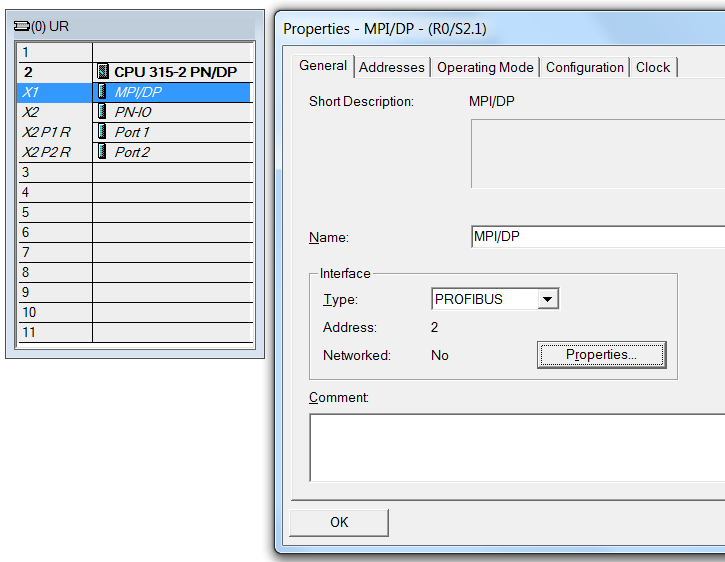 (0) UR
1
2 CPU 315-2 PN/DP
X1 MPI/DP
X2 PN-IO
X2 P1 R Port 1
X2 P2 R Port 2
3
4
5
6
7
8
9
10
11
Properties - MPI/DP - (R0/S2.1)
General Addresses Operating Mode Configuration Clock
Short Description: MPI/DP
Name: MPI/DP
Interface
Type: PROFIBUS
Address: 2
Networked: No Properties...
Comment:
OK